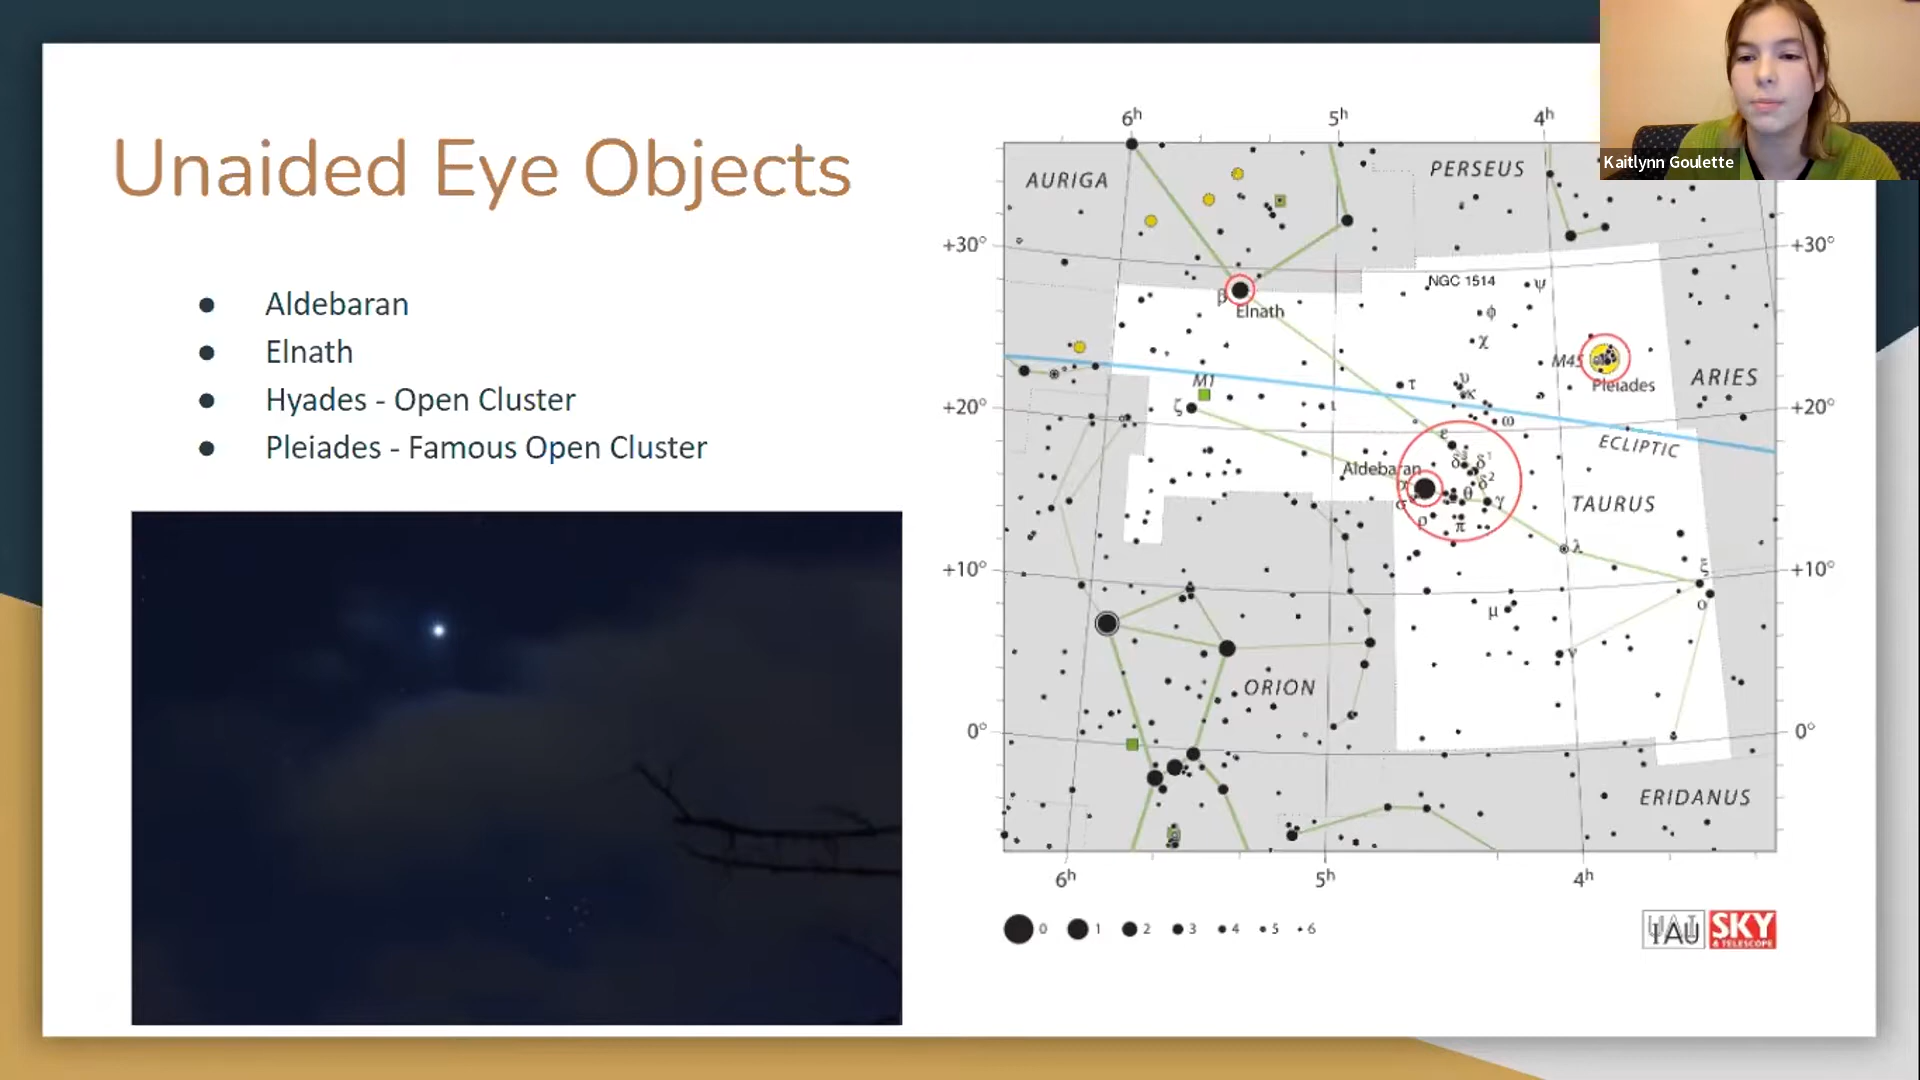 Unaided Eye Objects
● Aldebaran
● Elnath
● Hyades - Open Cluster
● Pleiades - Famous Open Cluster
Kaitlynn Goulette
6h 5h 4h
AURIGA
PERSEUS
+30° +30°
NGC 1514
ψ
β
Elnath
φ
χ
M45
Pleiades
ARIES
M1
τ
υ
κ
ζ
ι
ω
+20° +20°
ECLIPTIC
ε
δ3 δ1
Aldebaran
δ2
α
θ
γ
σ
TAURUS
ρ
π
λ
+10° +10°
ξ
ο
μ
ν
ORION
0° 0°
ERIDANUS
6h 5h 4h
0 1 2 3 4 5 6
IAU
SKY
& TELESCOPE